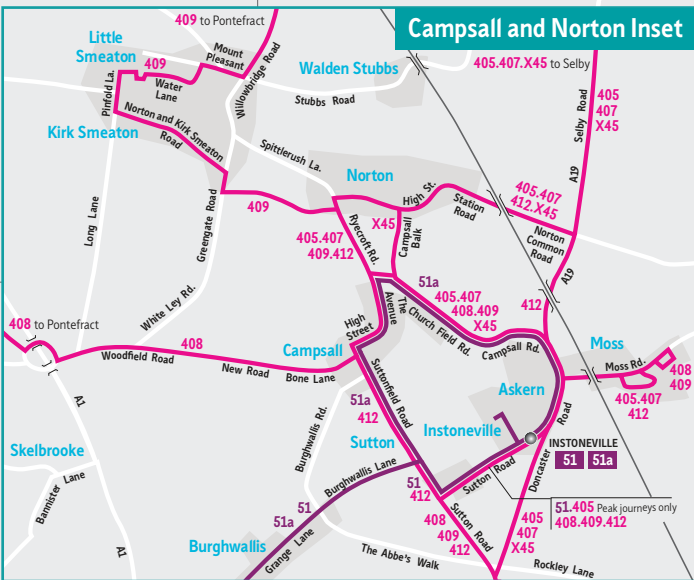 409 to Pontefract
Campsall and Norton Inset
Little
Smeaton
409
Mount
Pleasant
Water
Lane
Pinfold La.
Willowbridge Road
Walden Stubbs
405.407.X45 to Selby
Stubbs Road
Norton and Kirk Smeaton
Road
Kirk Smeaton
Selby Road
405
407
X45
A19
Spittlerush La.
Norton
High St.
Station
Road
405.407
412.X45
Norton
Common
Road
Long Lane
Greengate Road
409
Ryecroft Rd.
X45
Campsall
Balk
405.407
409.412
A19
51a
405.407
408.409
X45
412
White Ley Rd.
The
Avenue
Church Field Rd.
Campsall Rd.
High
Street
408 to Pontefract
408
Woodfield Road
New Road
Bone Lane
Campsall
Moss
Moss Rd.
408
409
405.407
412
A1
51a
412
Suttonfield Road
Askern
Instoneville
Road
Doncaster
INSTONEVILLE
51 51a
Burghwallis Rd.
Sutton
Skelbrooke
Burghwallis Lane
Sutton Road
51
412
Bannister Lane
51
51a
Grange Lane
51.405 Peak journeys only
408.409.412
408
409
412
Sutton Road
405
407
X45
A1
Burghwallis
The Abbe's Walk
Rockley Lane